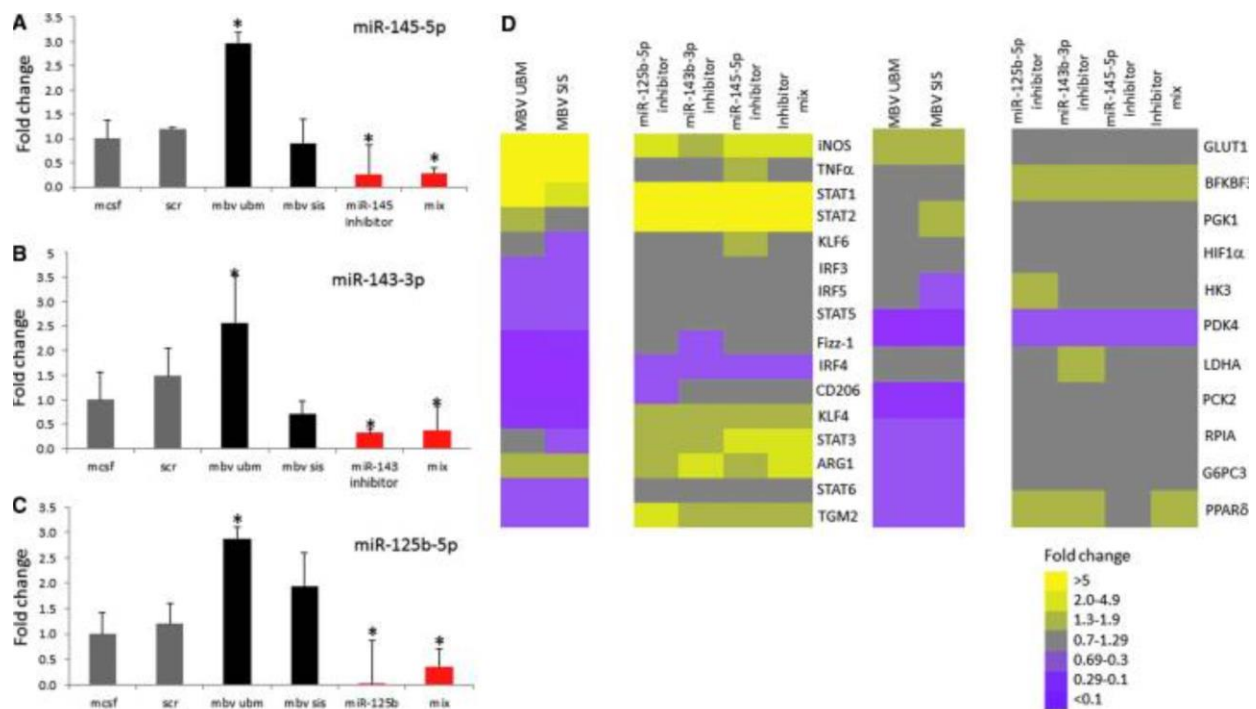 A
miR-145-5p
Fold change
3.5
3.0
2.5
2.0
1.5
1.0
0.5
0.0
*
*
*
mcsf scr mbv ubm mbv sis miR-145 mix
inhibitor
B
miR-143-3p
Fold change
5
3.5
3.0
2.5
2.0
1.5
1.0
0.5
0.0
*
*
*
mcsf scr mbv ubm mbv sis miR-143 mix
inhibitor
C
miR-125b-5p
Fold change
3.5
3.0
2.5
2.0
1.5
1.0
0.5
0.0
*
*
*
mcsf scr mbv ubm mbv sis miR-125b mix
D
MBV UBM
MBV SIS
miR-125b-5p
inhibitor
miR-143b-3p
inhibitor
miR-145-5p
inhibitor
Inhibitor
mix
iNOS
TNFα
STAT1
STAT2
KLF6
IRF3
IRF5
STAT5
Fizz-1
IRF4
CD206
KLF4
STAT3
ARG1
STAT6
TGM2
MBV UBM
MBV SIS
miR-125b-5p
inhibitor
miR-143b-3p
inhibitor
miR-145-5p
inhibitor
Inhibitor
mix
GLUT1
BFKBF3
PGK1
HIF1α
HK3
PDK4
LDHA
PCK2
RPIA
G6PC3
PPARδ
Fold change
>5
2.0-4.9
1.3-1.9
0.7-1.29
0.69-0.3
0.29-0.1
<0.1